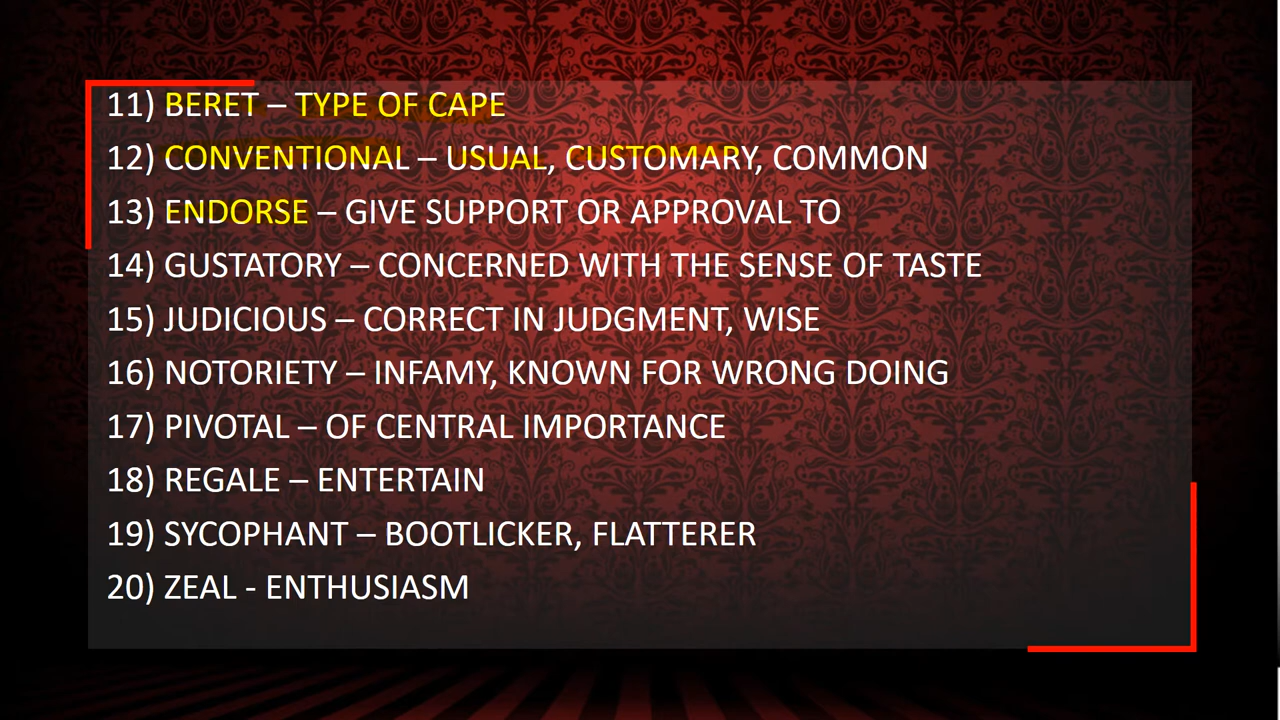 11) BERET – TYPE OF CAPE
12) CONVENTIONAL – USUAL, CUSTOMARY, COMMON
13) ENDORSE – GIVE SUPPORT OR APPROVAL TO
14) GUSTATORY – CONCERNED WITH THE SENSE OF TASTE
15) JUDICIOUS – CORRECT IN JUDGMENT, WISE
16) NOTORIETY – INFAMY, KNOWN FOR WRONG DOING
17) PIVOTAL – OF CENTRAL IMPORTANCE
18) REGALE – ENTERTAIN
19) SYCOPHANT – BOOTLICKER, FLATTERER
20) ZEAL - ENTHUSIASM